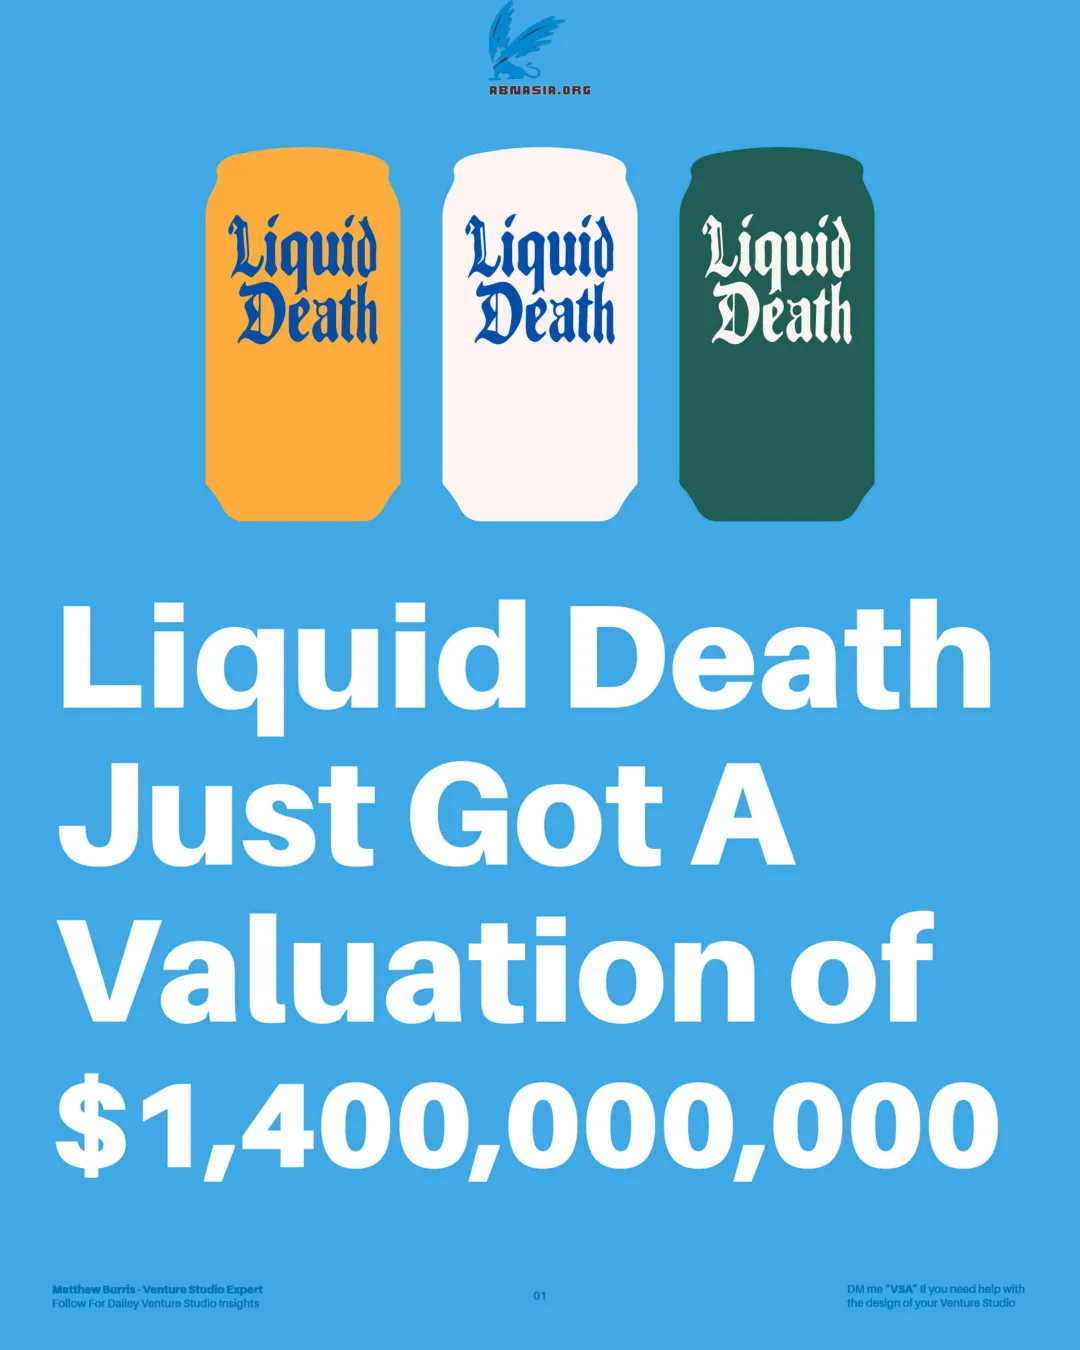 ABNASIA.ORG
Liquid
Death
Liquid
Death
Liquid
Death
Liquid Death
Just Got A
Valuation of
$1,400,000,000
Matthew Burris - Venture Studio Expert
Follow For Dailey Venture Studio Insights
01
DM me "VSA" If you need help with
the design of your Venture Studio